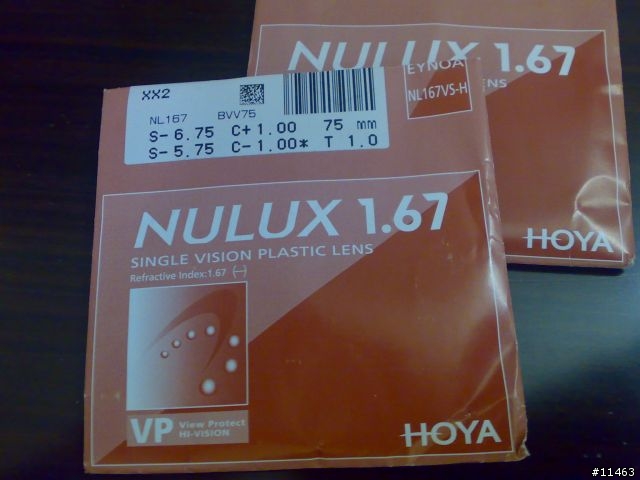 XX2
NL167 BVV75
S- 6.75 C+ 1.00 75 mm
S- 5.75 C- 1.00* T 1.0
EYNOA
NL167VS-H
NULUX 1.67
SINGLE VISION PLASTIC LENS
Refractive Index:1.67 (—)
VP View Protect
HI-VISION
HOYA
NULUX 1.67
ENS
HOYA
#11463